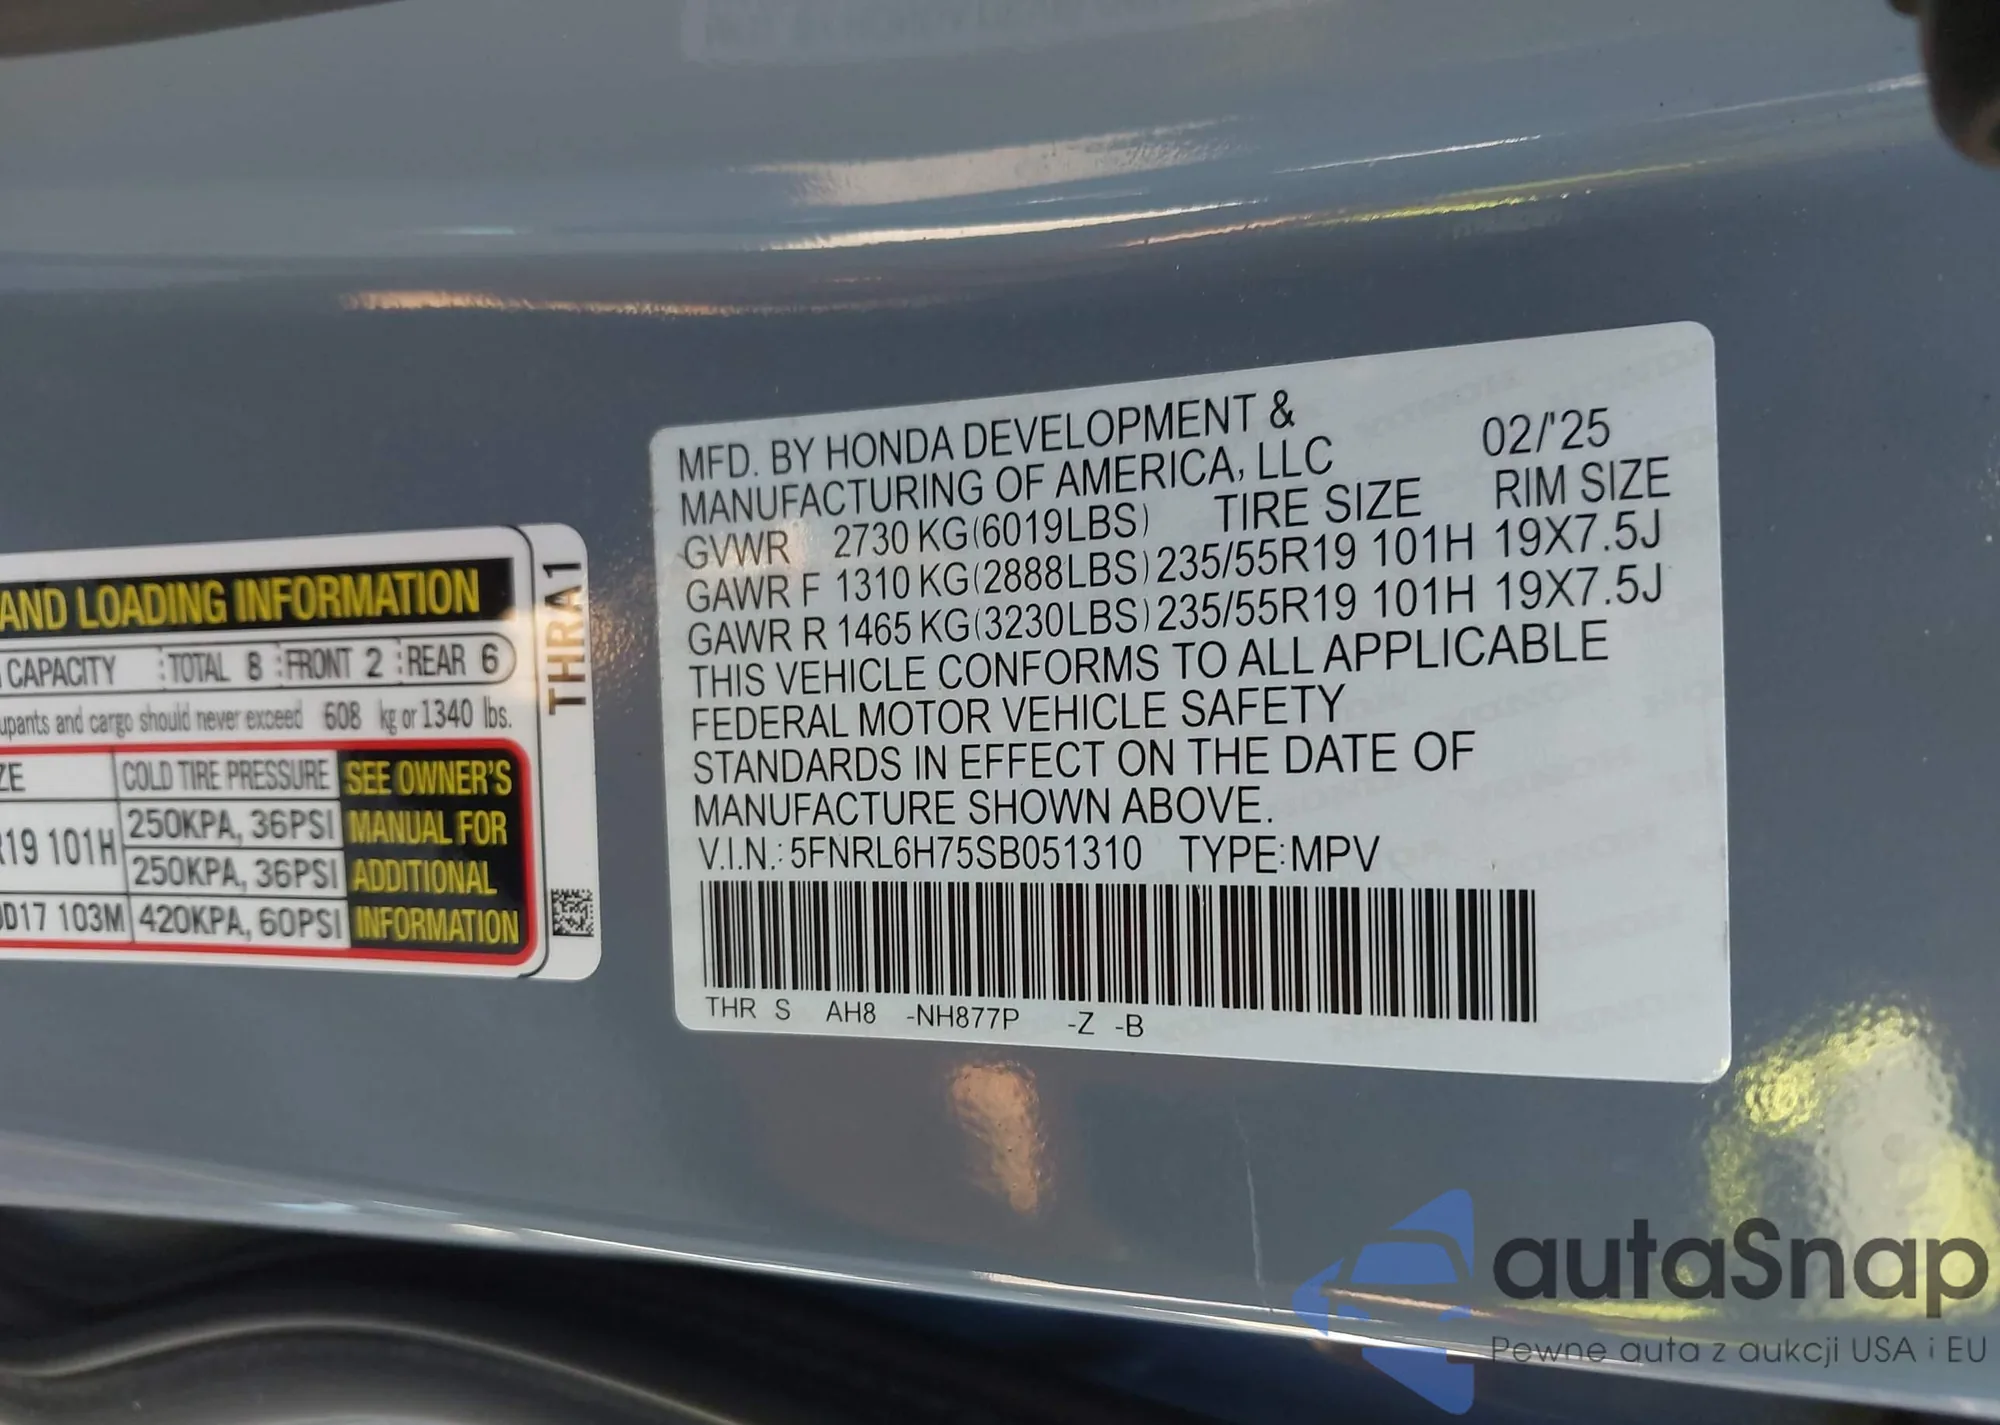 AND LOADING INFORMATION
CAPACITY TOTAL 8 FRONT 2 REAR 6
upants and cargo should never exceed 608 kg or 1340 lbs.
ZE COLD TIRE PRESSURE SEE OWNER'S
MANUAL FOR
ADDITIONAL
INFORMATION
R19 101H 250KPA, 36PSI
250KPA, 36PSI
D17 103M 420KPA, 60PSI
THRA1
MFD. BY HONDA DEVELOPMENT &
MANUFACTURING OF AMERICA, LLC 02/'25
GVWR 2730 KG(6019LBS) TIRE SIZE RIM SIZE
GAWR F 1310 KG(2888LBS) 235/55R19 101H 19X7.5J
GAWR R 1465 KG(3230LBS) 235/55R19 101H 19X7.5J
THIS VEHICLE CONFORMS TO ALL APPLICABLE
FEDERAL MOTOR VEHICLE SAFETY
STANDARDS IN EFFECT ON THE DATE OF
MANUFACTURE SHOWN ABOVE.
V.I.N.: 5FNRL6H75SB051310 TYPE:MPV
THR S AH8 -NH877P -Z -B
autaSnap
Pewne auta z aukcji USA i EU